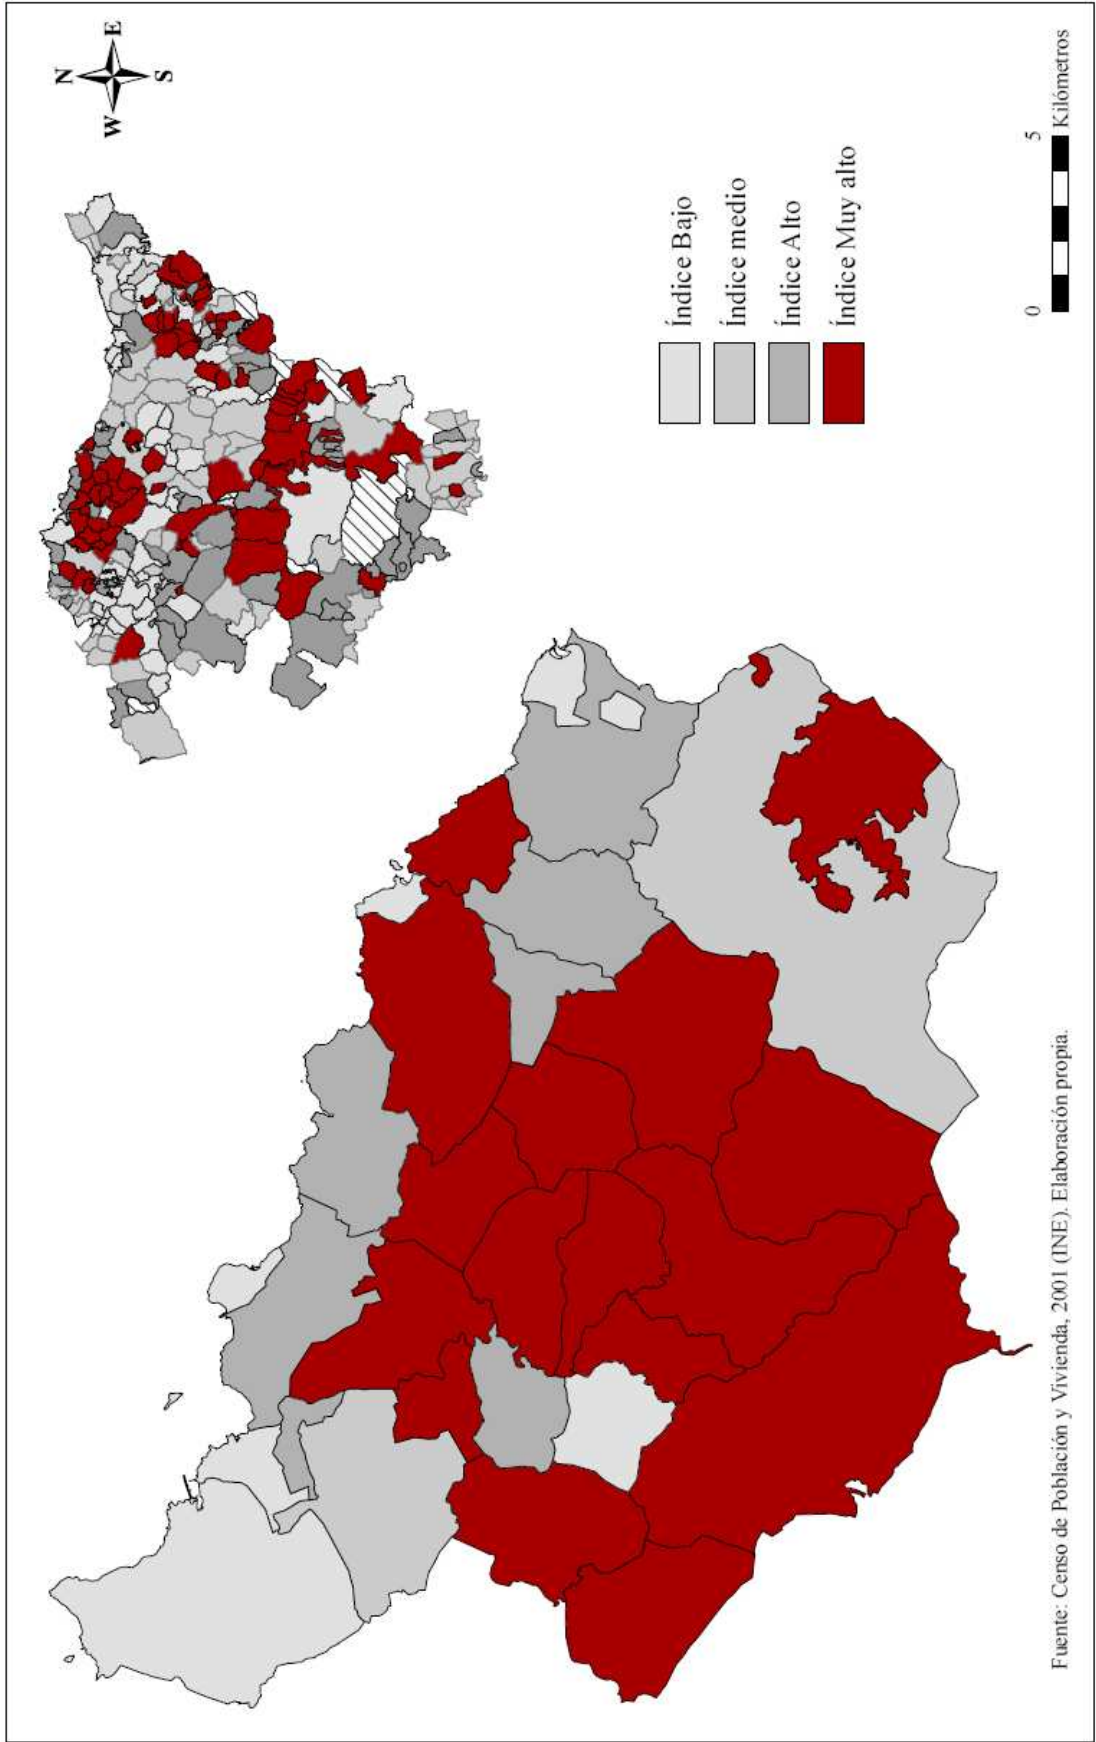 N
W
E
S
Índice Bajo
Índice medio
Índice Alto
Índice Muy alto
0
5
Kilómetros
Fuente: Censo de Población y Vivienda, 2001 (INE). Elaboración propia.